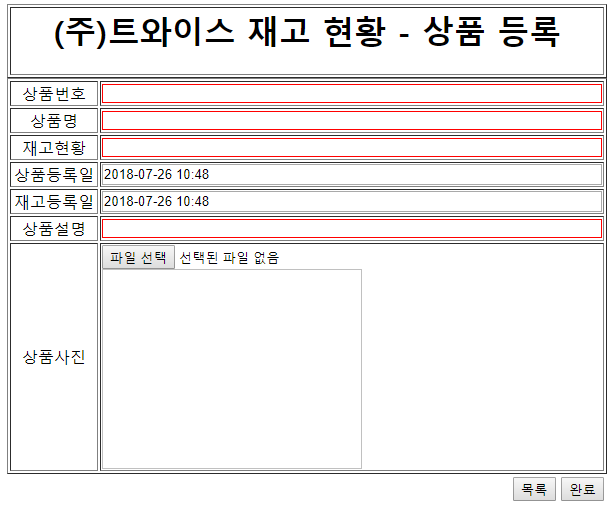 (주)트와이스 재고 현황 - 상품 등록
상품번호
상품명
재고현황
상품등록일 2018-07-26 10:48
재고등록일 2018-07-26 10:48
상품설명
파일 선택 선택된 파일 없음
상품사진
목록 완료